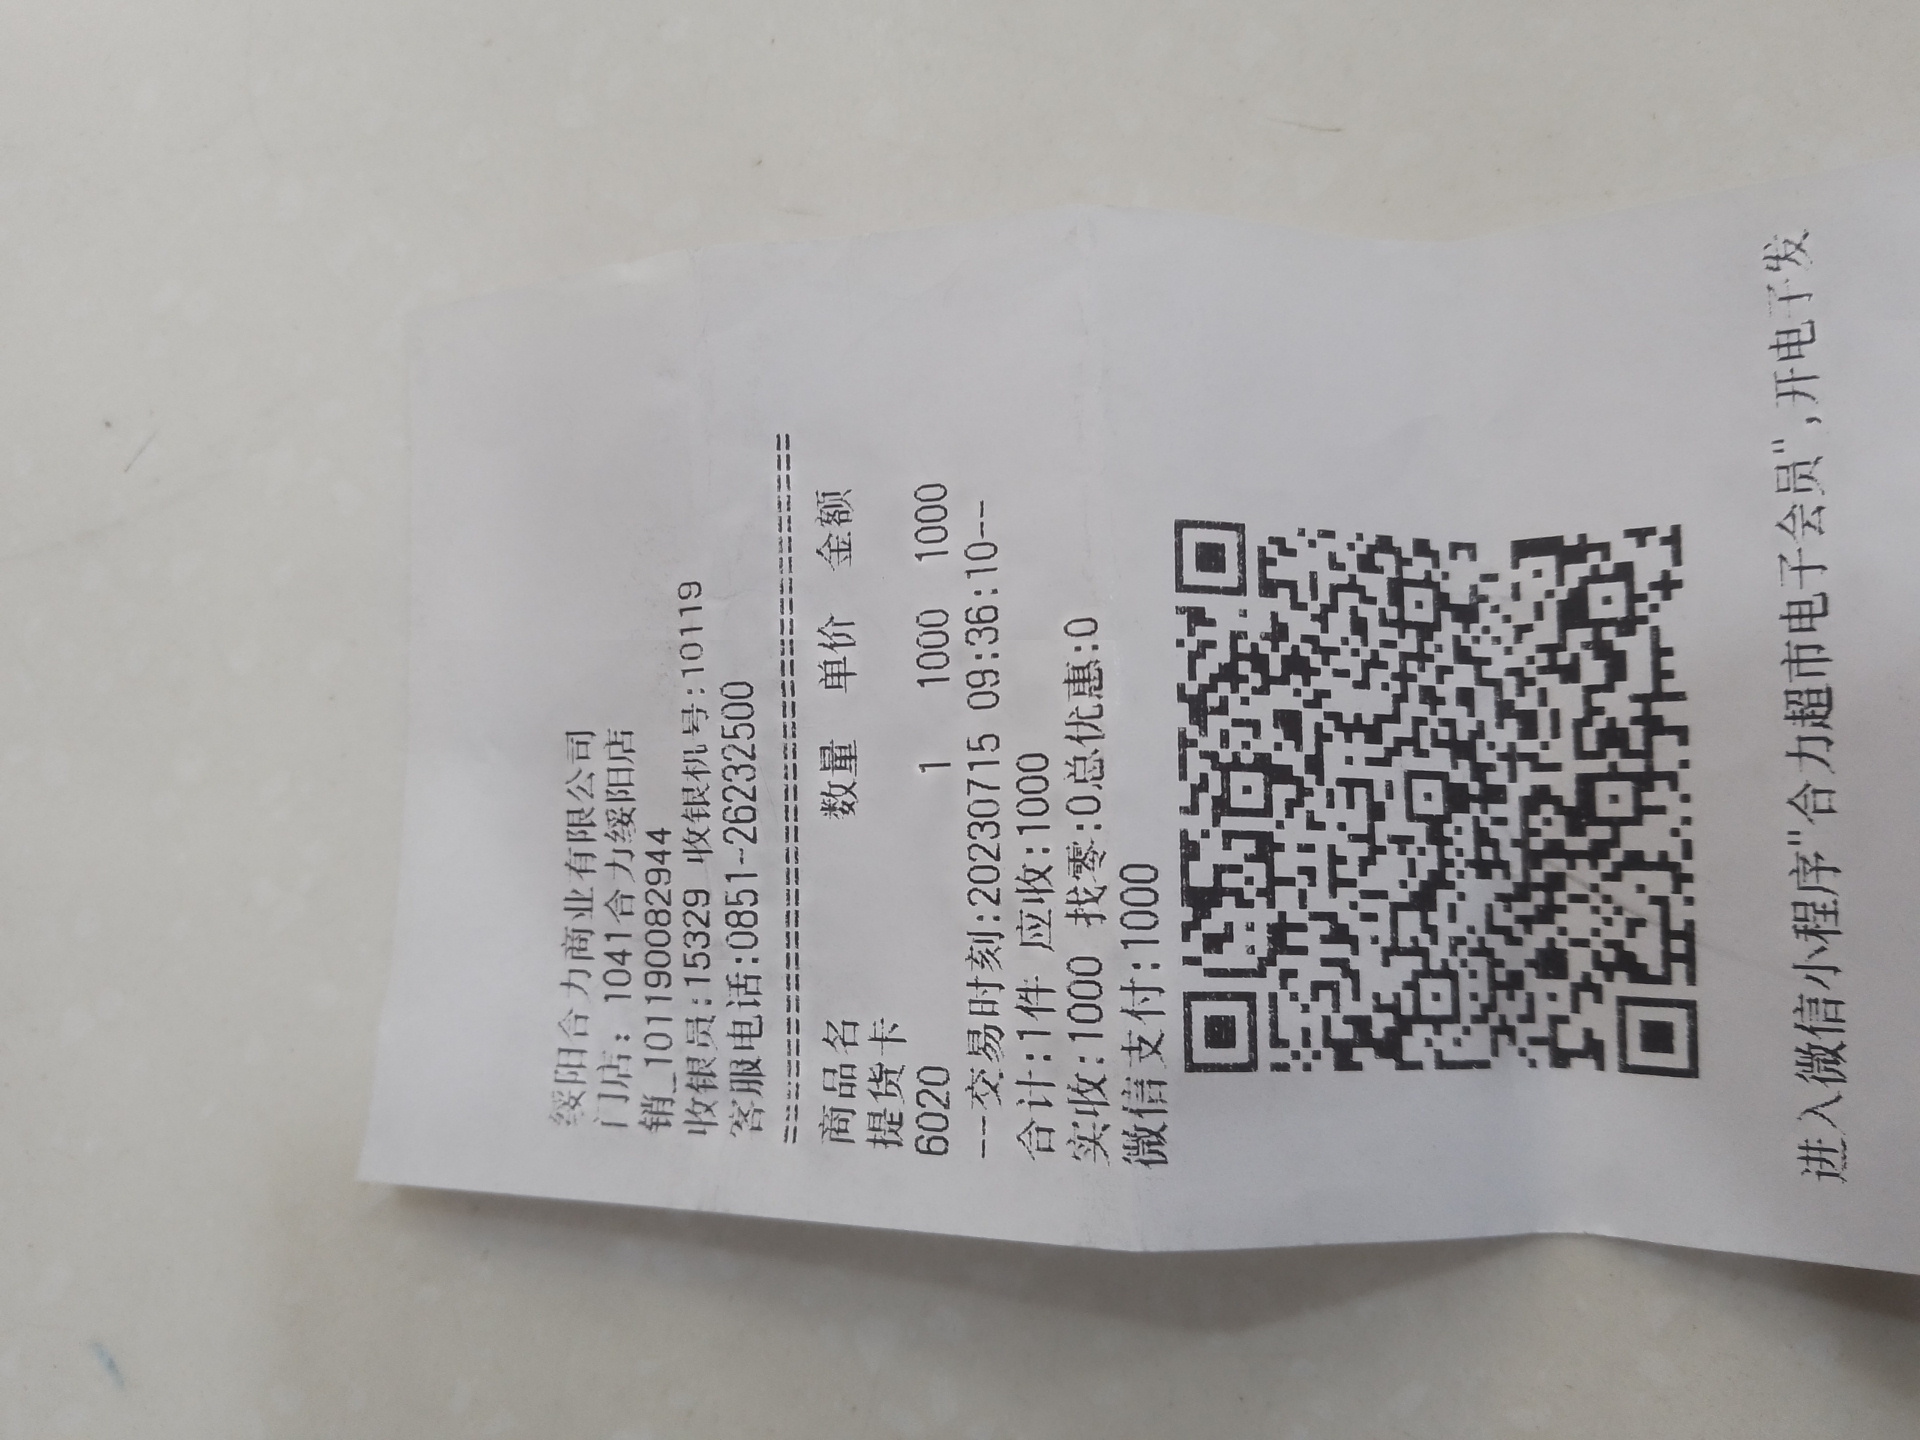 绥阳合力商业有限公司
门店: 1041合力绥阳店
销_101190082944
收银员:15329 收银机号:10119
客服电话:0851-26232500
================================
商品名 数量 单价 金额
提货卡
6020 1 1000 1000
--交易时刻:20230715 09:36:10--
合计:1件 应收:1000
实收:1000 找零:0总优惠:0
微信支付:1000
进入微信小程序"合力超市电子会员",开电子发